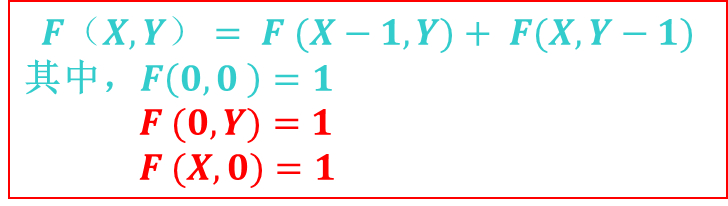 F（X,Y） = F (X − 1,Y) + F(X,Y − 1)
其中，F(0,0 ) = 1
F (0,Y) = 1
F (X,0) = 1